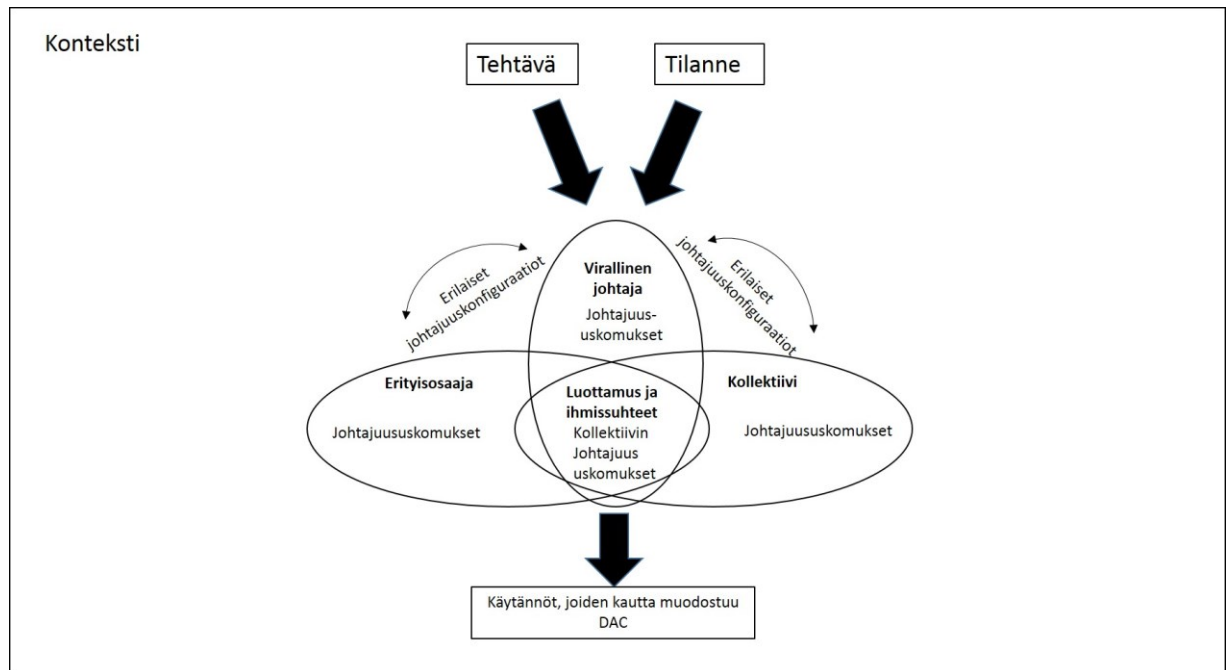 Konteksti
Tehtävä
Tilanne
Erilaiset
johtajuuskonfiguraatiot
Erilaiset
johtajuuskonfiguraatiot
Virallinen
johtaja
Johtajuus-
uskomukset
Erityisosaaja
Johtajuususkomukset
Luottamus ja
ihmissuhteet
Kollektiivin
Johtajuus
uskomukset
Kollektiivi
Johtajuususkomukset
Käytännöt, joiden kautta muodostuu
DAC